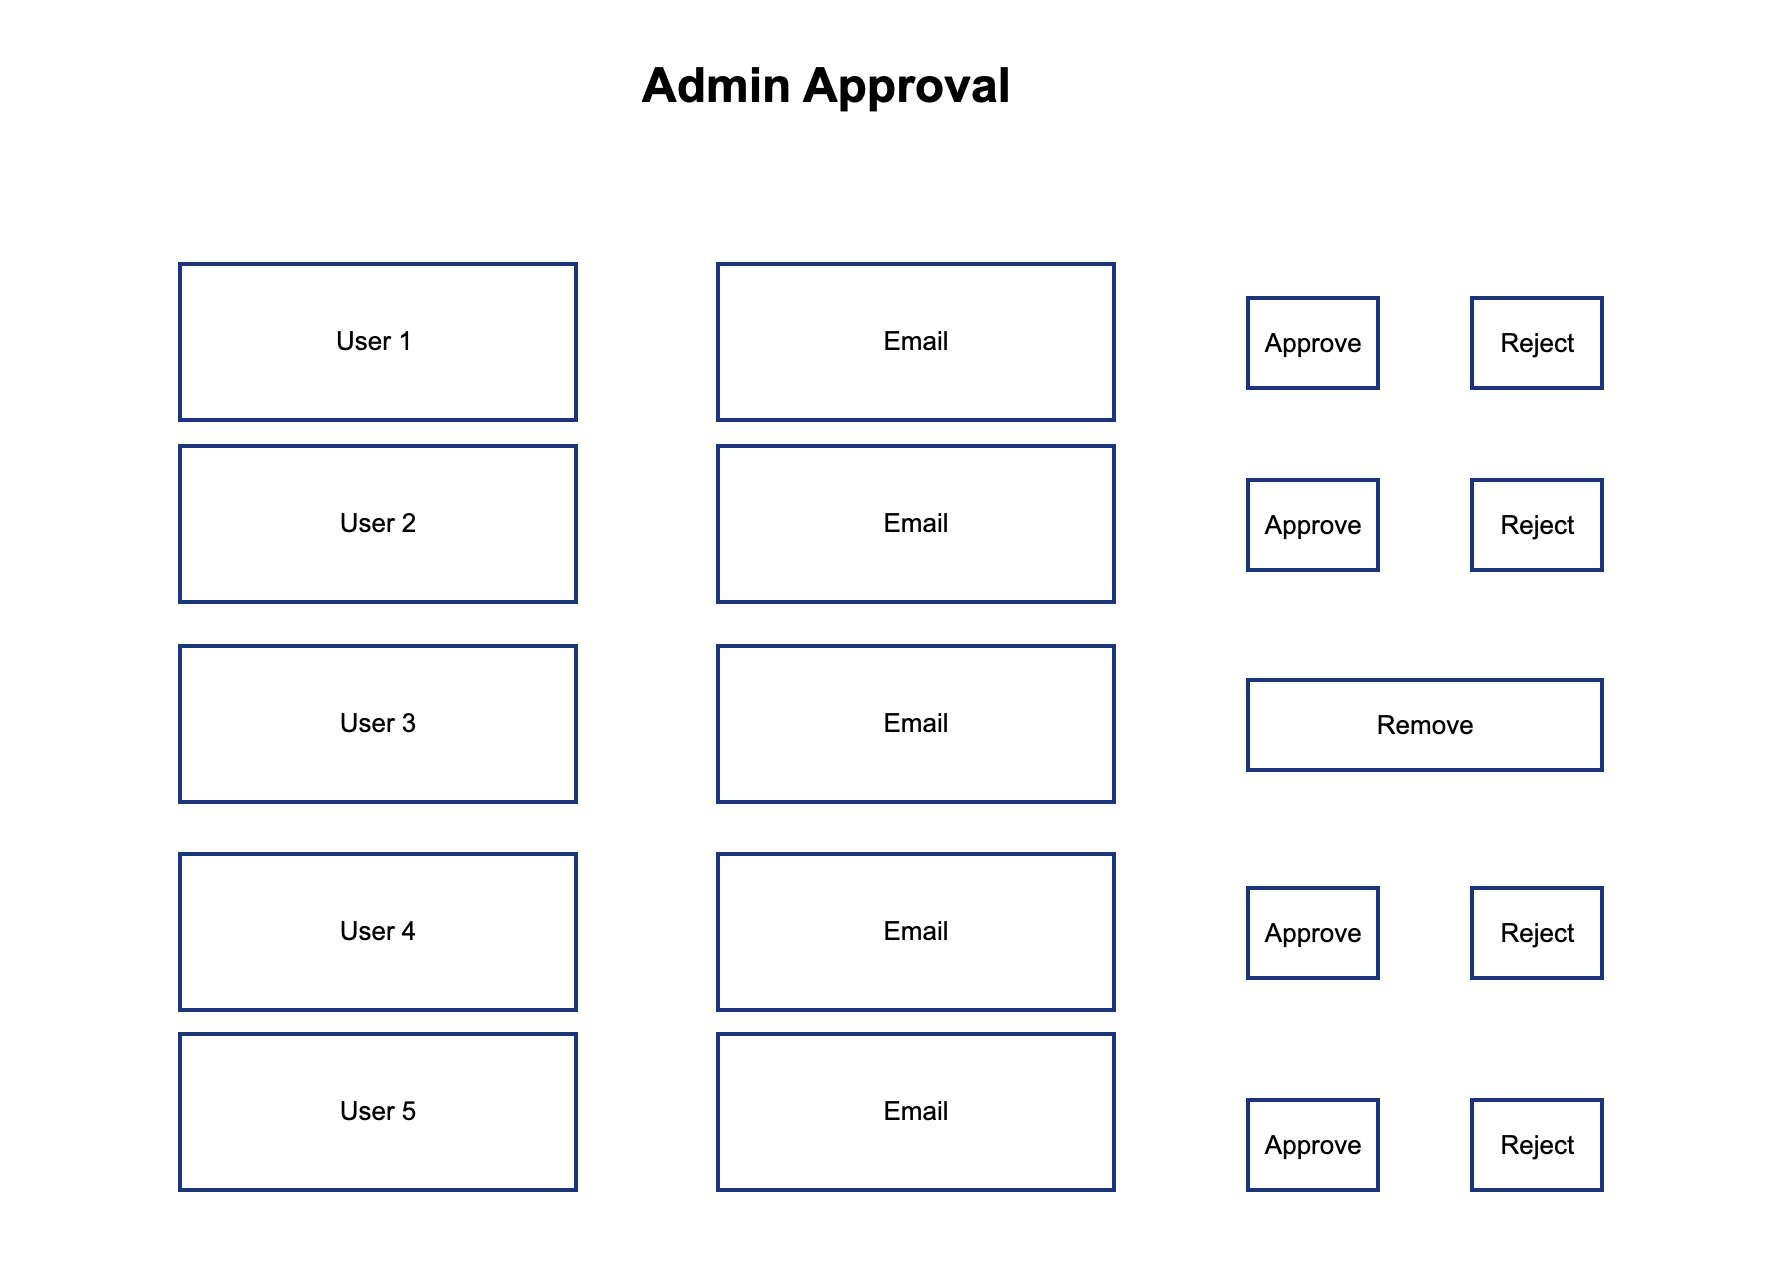 Admin Approval
User 1 Email Approve Reject
User 2 Email Approve Reject
User 3 Email Remove
User 4 Email Approve Reject
User 5 Email Approve Reject